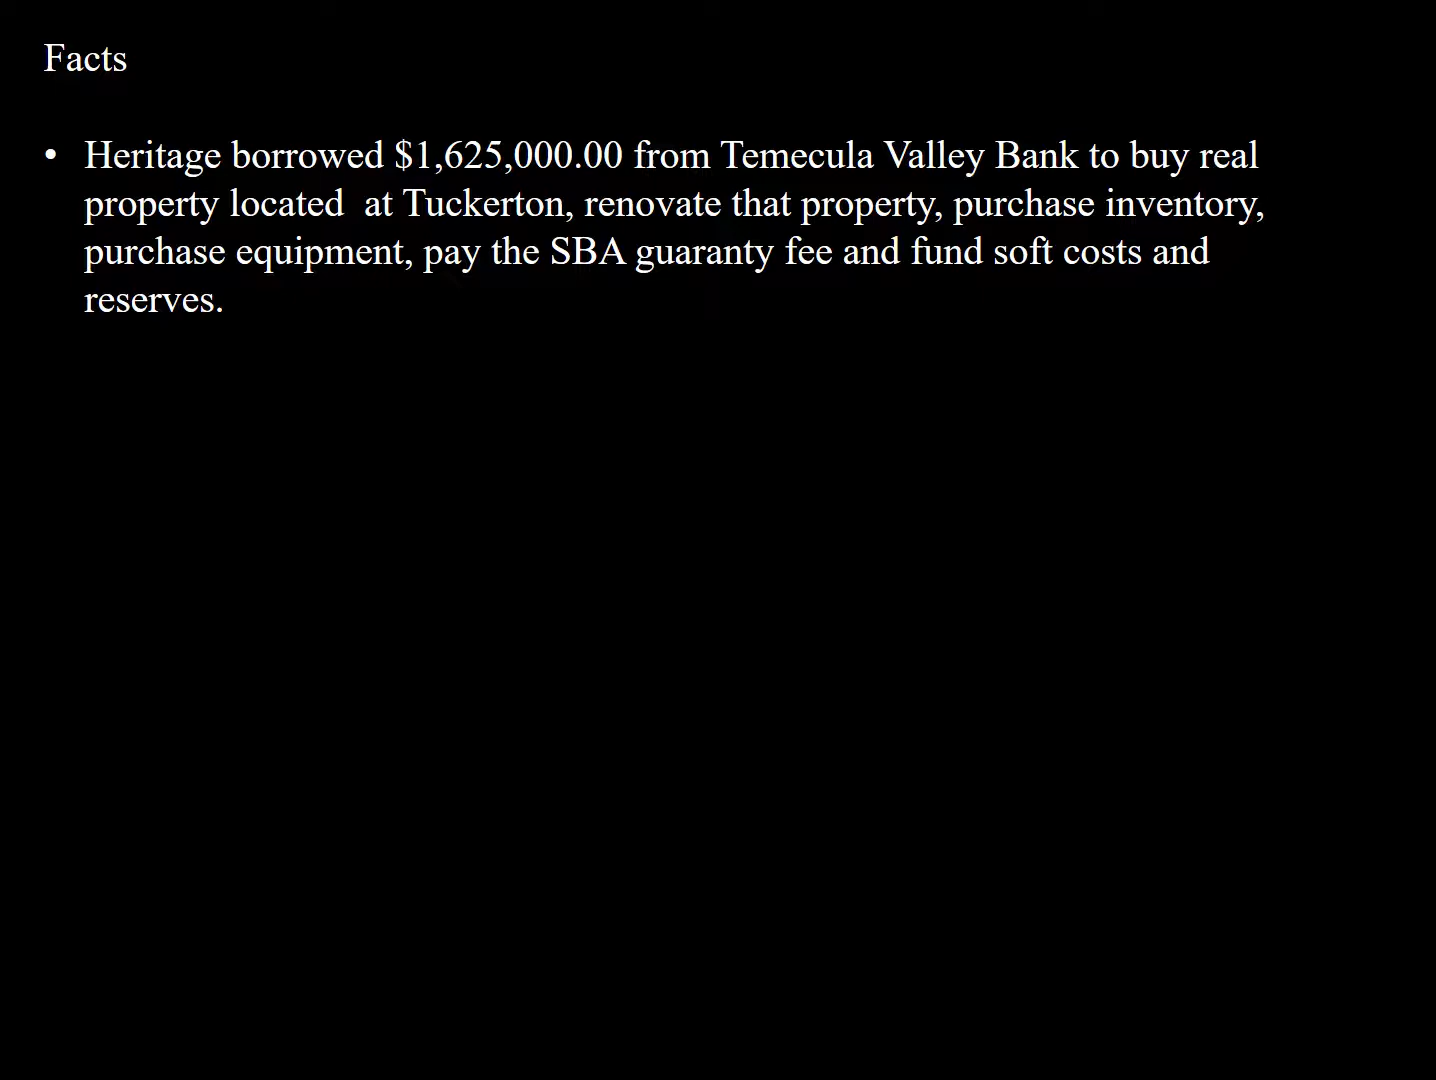 Facts
• Heritage borrowed $1,625,000.00 from Temecula Valley Bank to buy real
property located  at Tuckerton, renovate that property, purchase inventory,
purchase equipment, pay the SBA guaranty fee and fund soft costs and
reserves.